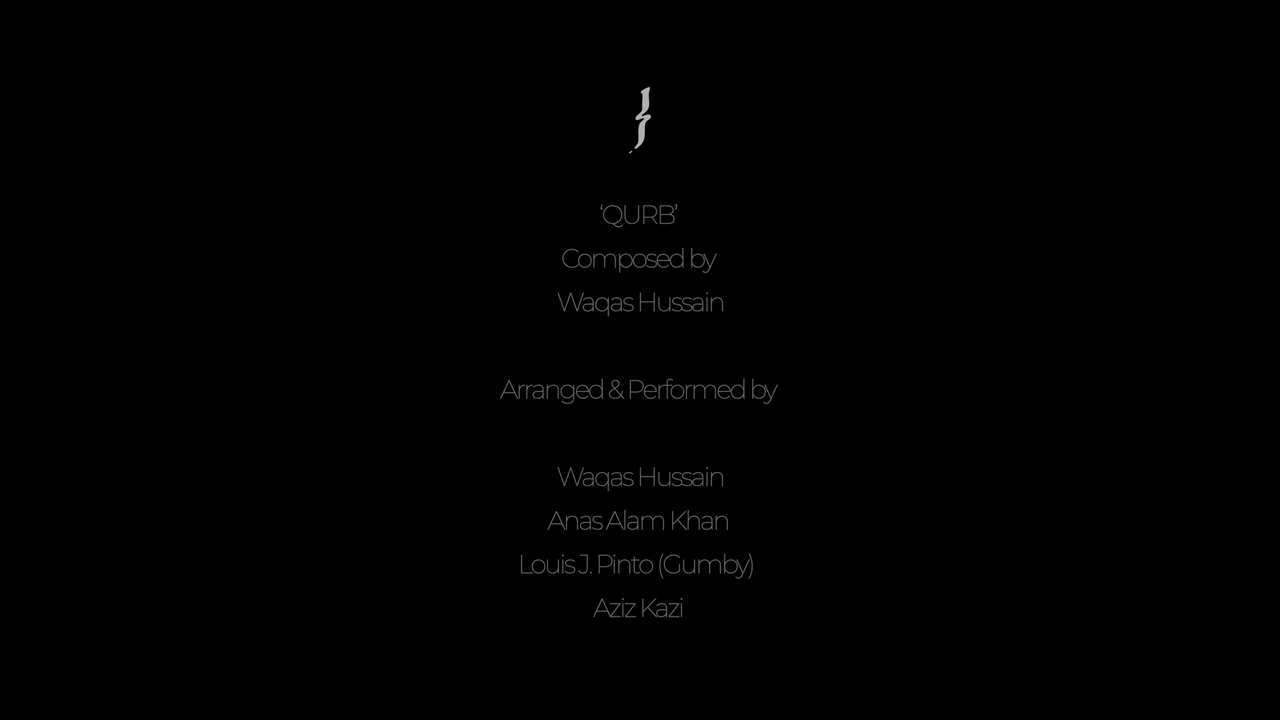 ‘QURB’
Composed by
Waqas Hussain
Arranged & Performed by
Waqas Hussain
Anas Alam Khan
Louis J. Pinto (Gumby)
Aziz Kazi